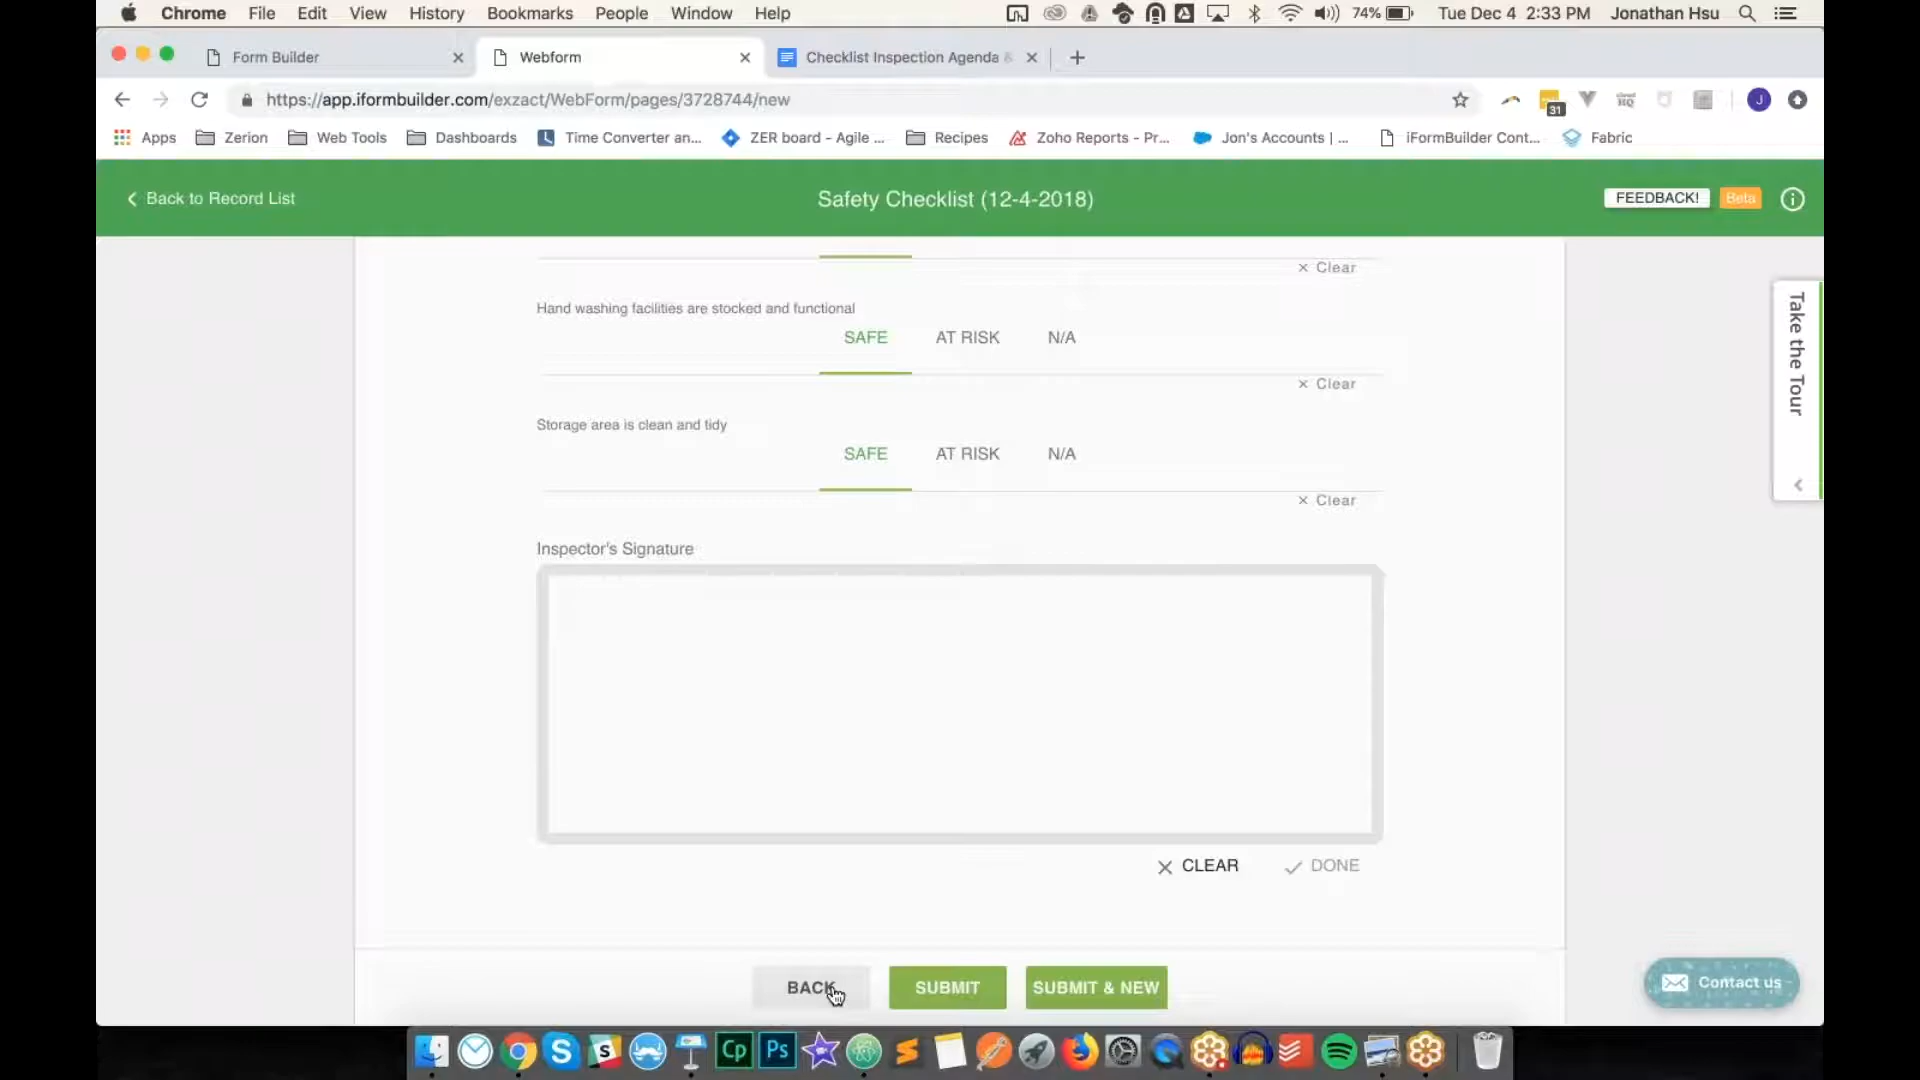 Chrome File Edit View History Bookmarks People Window Help 74% Tue Dec 4 2:33 PM Jonathan Hsu
Form Builder Webform Checklist Inspection Agenda
https://app.iformbuilder.com/exzact/WebForm/pages/3728744/new 31 J
Apps Zerion Web Tools Dashboards Time Converter an... ZER board - Agile ... Recipes Zoho Reports - Pr... Jon's Accounts | ... iFormBuilder Cont... Fabric
Back to Record List Safety Checklist (12-4-2018) FEEDBACK! Beta
Clear
Hand washing facilities are stocked and functional
SAFE AT RISK N/A
Clear
Storage area is clean and tidy
SAFE AT RISK N/A
Clear
Inspector's Signature
CLEAR DONE
BACK SUBMIT SUBMIT & NEW
Take the Tour
Contact us
S S Cp Ps